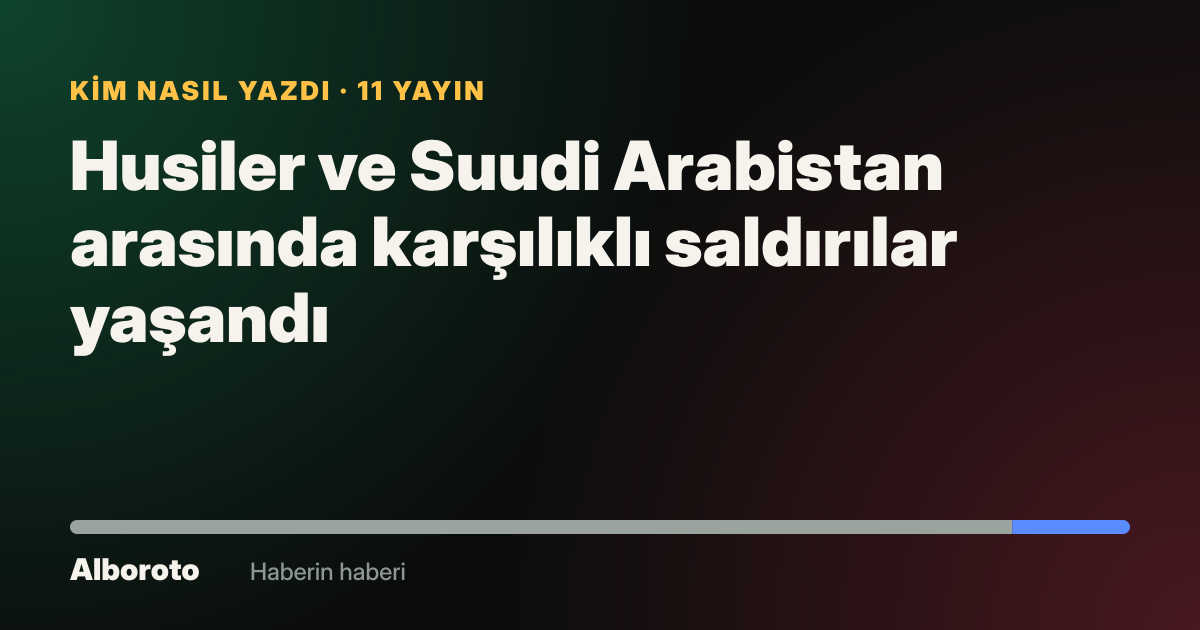 KİM NASIL YAZDI · 11 YAYIN
Husiler ve Suudi Arabistan
arasında karşılıklı saldırılar
yaşandı
Alboroto
Haberin haberi